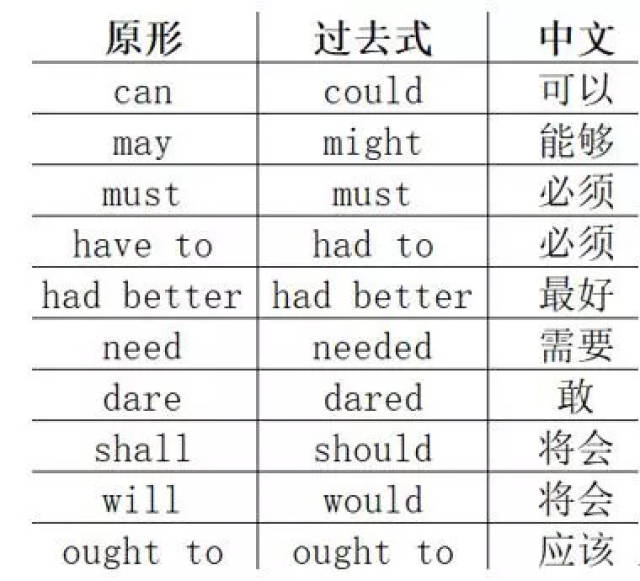 原形 过去式 中文
can could 可以
may might 能够
must must 必须
have to had to 必须
had better had better 最好
need needed 需要
dare dared 敢
shall should 将会
will would 将会
ought to ought to 应该